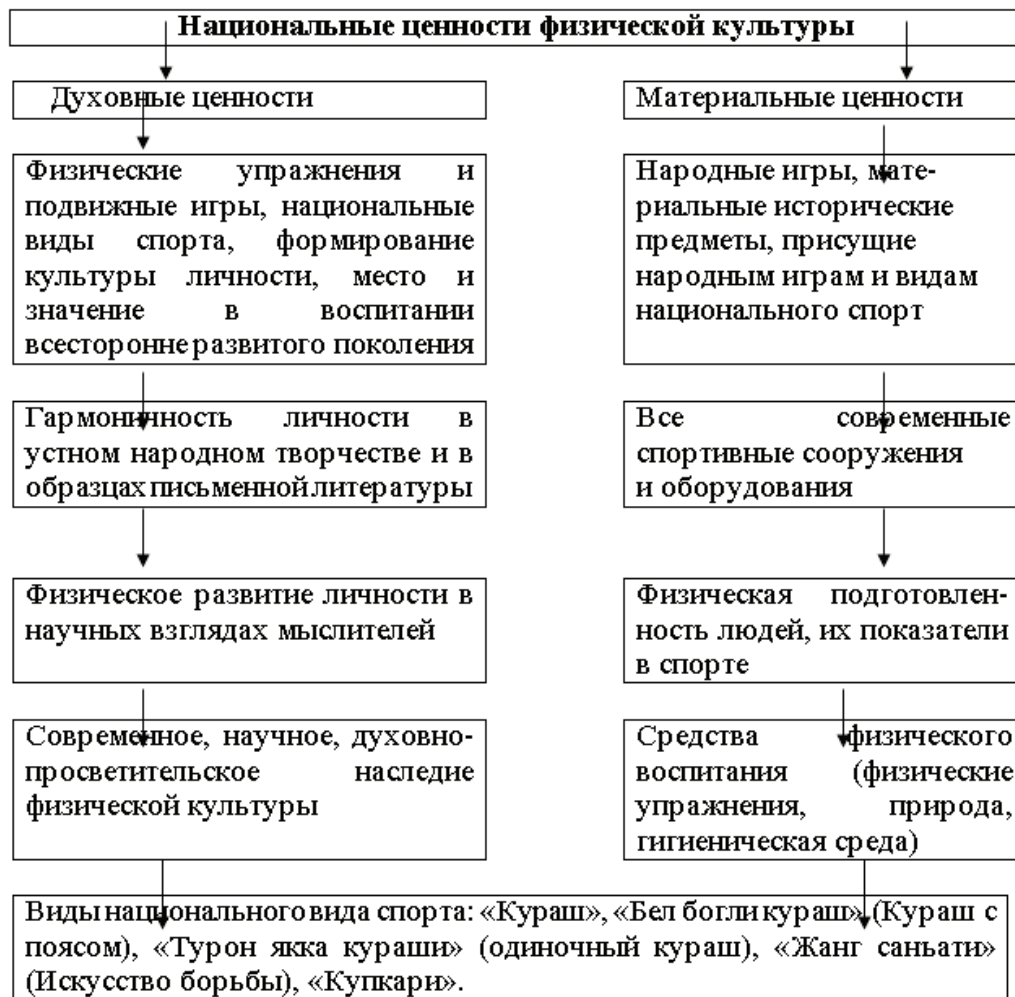 Национальные ценности физической культуры
Духовные ценности
Физические упражнения и
подвижные игры, национальные
виды спорта, формирование
культуры личности, место и
значение в воспитании
всесторонне развитого поколения
Гармоничность личности в
устном народном творчестве и в
образцах письменной литературы
Физическое развитие личности в
научных взглядах мыслителей
Современное, научное, духовно-
просветительское наследие
физической культуры
Материальные ценности
Народные игры, мате-
риальные исторические
предметы, присущие
народным играм и видам
национального спорт
Все современные
спортивные сооружения
и оборудования
Физическая подготовлен-
ность людей, их показатели
в спорте
Средства физического
воспитания (физические
упражнения, природа,
гигиеническая среда)
Виды национального вида спорта: «Кураш», «Бел богли кураш» (Кураш с
поясом), «Турон якка кураши» (одиночный кураш), «Жанг саньати»
(Искусство борьбы), «Купкари».